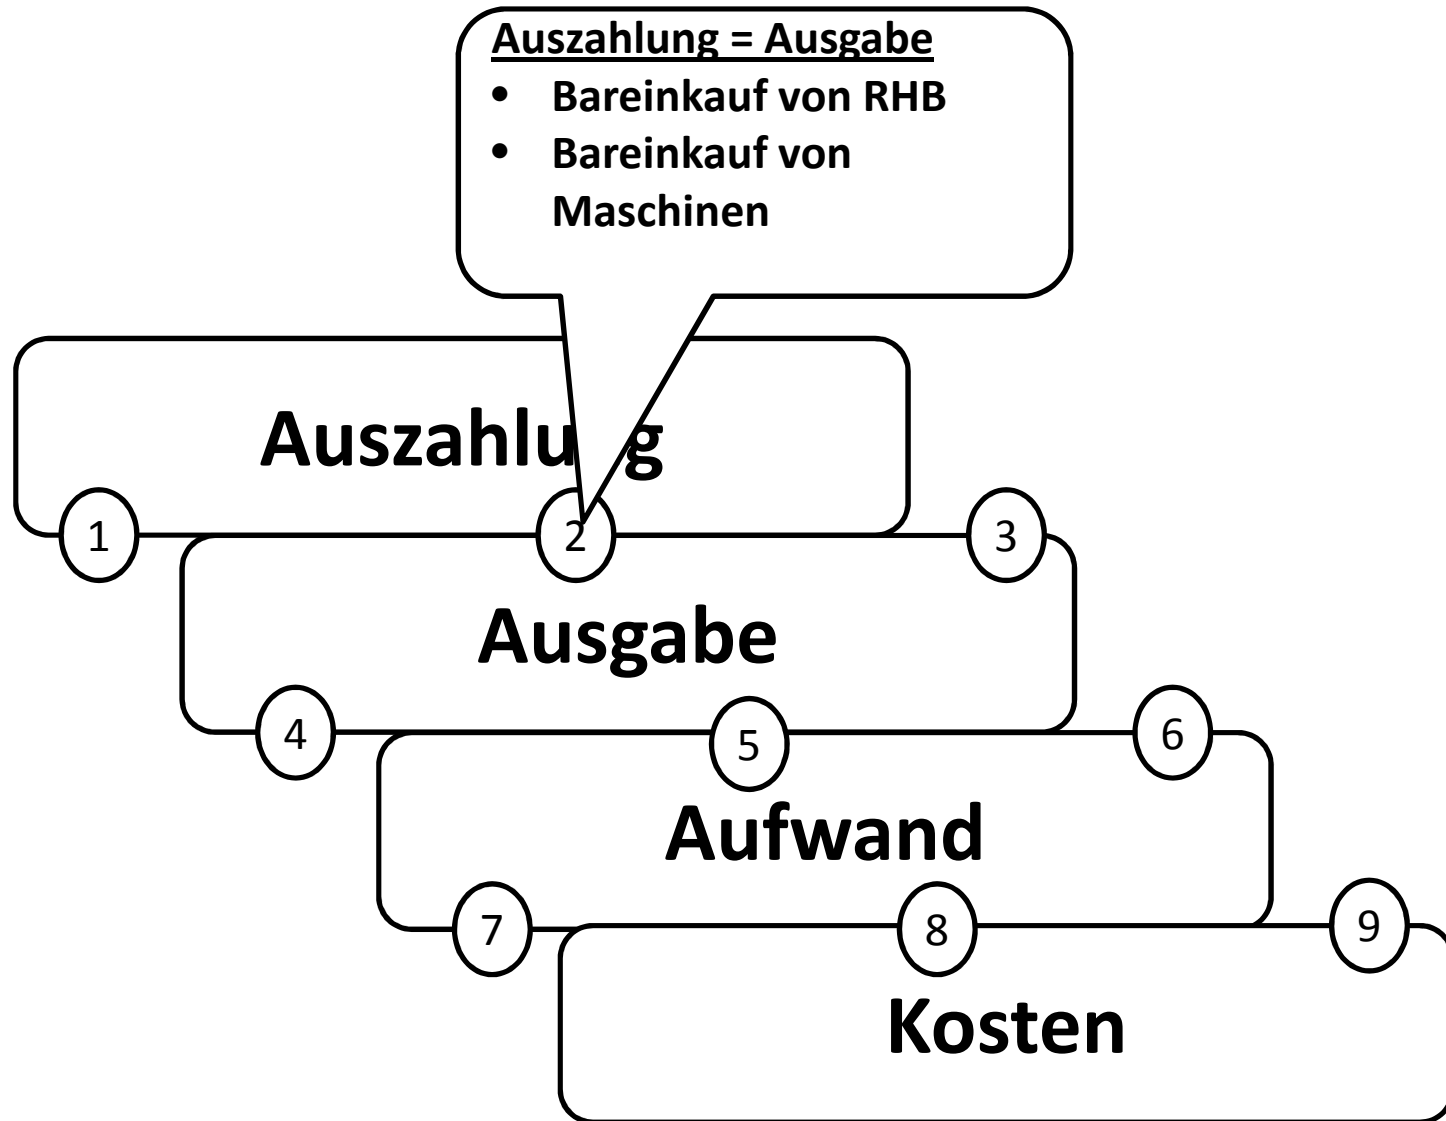 Auszahlung = Ausgabe
• Bareinkauf von RHB
• Bareinkauf von
Maschinen
Auszahlu g
1 2 3
Ausgabe
4 5 6
Aufwand
7 8 9
Kosten